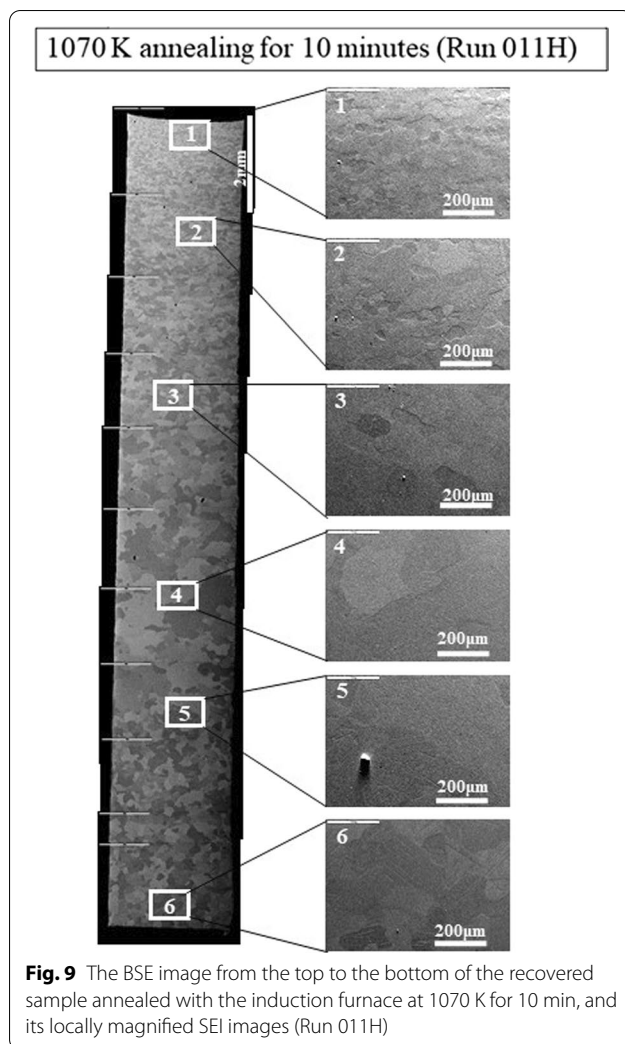 1070 K annealing for 10 minutes (Run 011H)
1
2μm
2
3
4
5
6
1
200μm
2
200μm
3
200μm
4
200μm
5
200μm
6
200μm
Fig. 9 The BSE image from the top to the bottom of the recovered
sample annealed with the induction furnace at 1070 K for 10 min, and
its locally magnified SEI images (Run 011H)